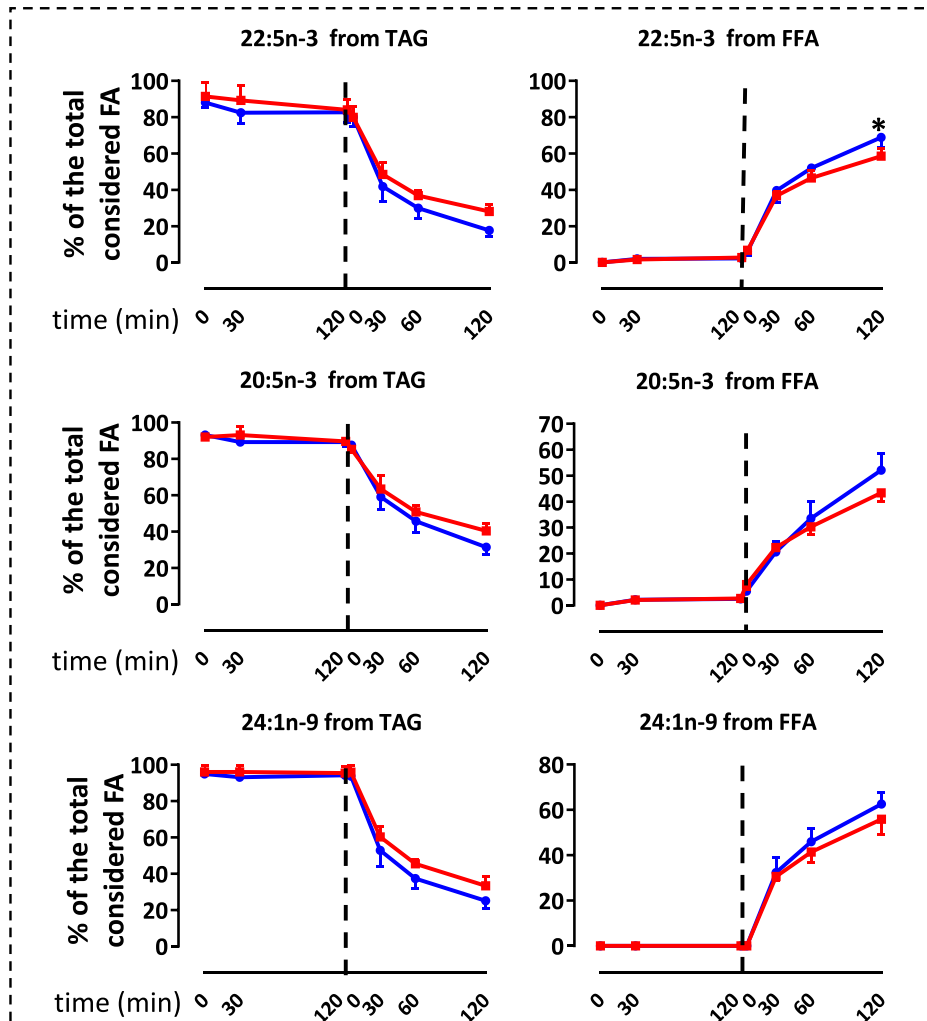 22:5n-3 from TAG
22:5n-3 from FFA
% of the total
considered FA
100
80
60
40
20
0
100
80
60
40
20
0
time (min)
0 30 120 0 30 60 120
0 30 120 0 30 60 120
*
20:5n-3 from TAG
20:5n-3 from FFA
% of the total
considered FA
100
80
60
40
20
0
70
60
50
40
30
20
10
0
time (min)
0 30 120 0 30 60 120
0 30 120 0 30 60 120
24:1n-9 from TAG
24:1n-9 from FFA
% of the total
considered FA
100
80
60
40
20
0
80
60
40
20
0
time (min)
0 30 120 0 30 60 120
0 30 120 0 30 60 120